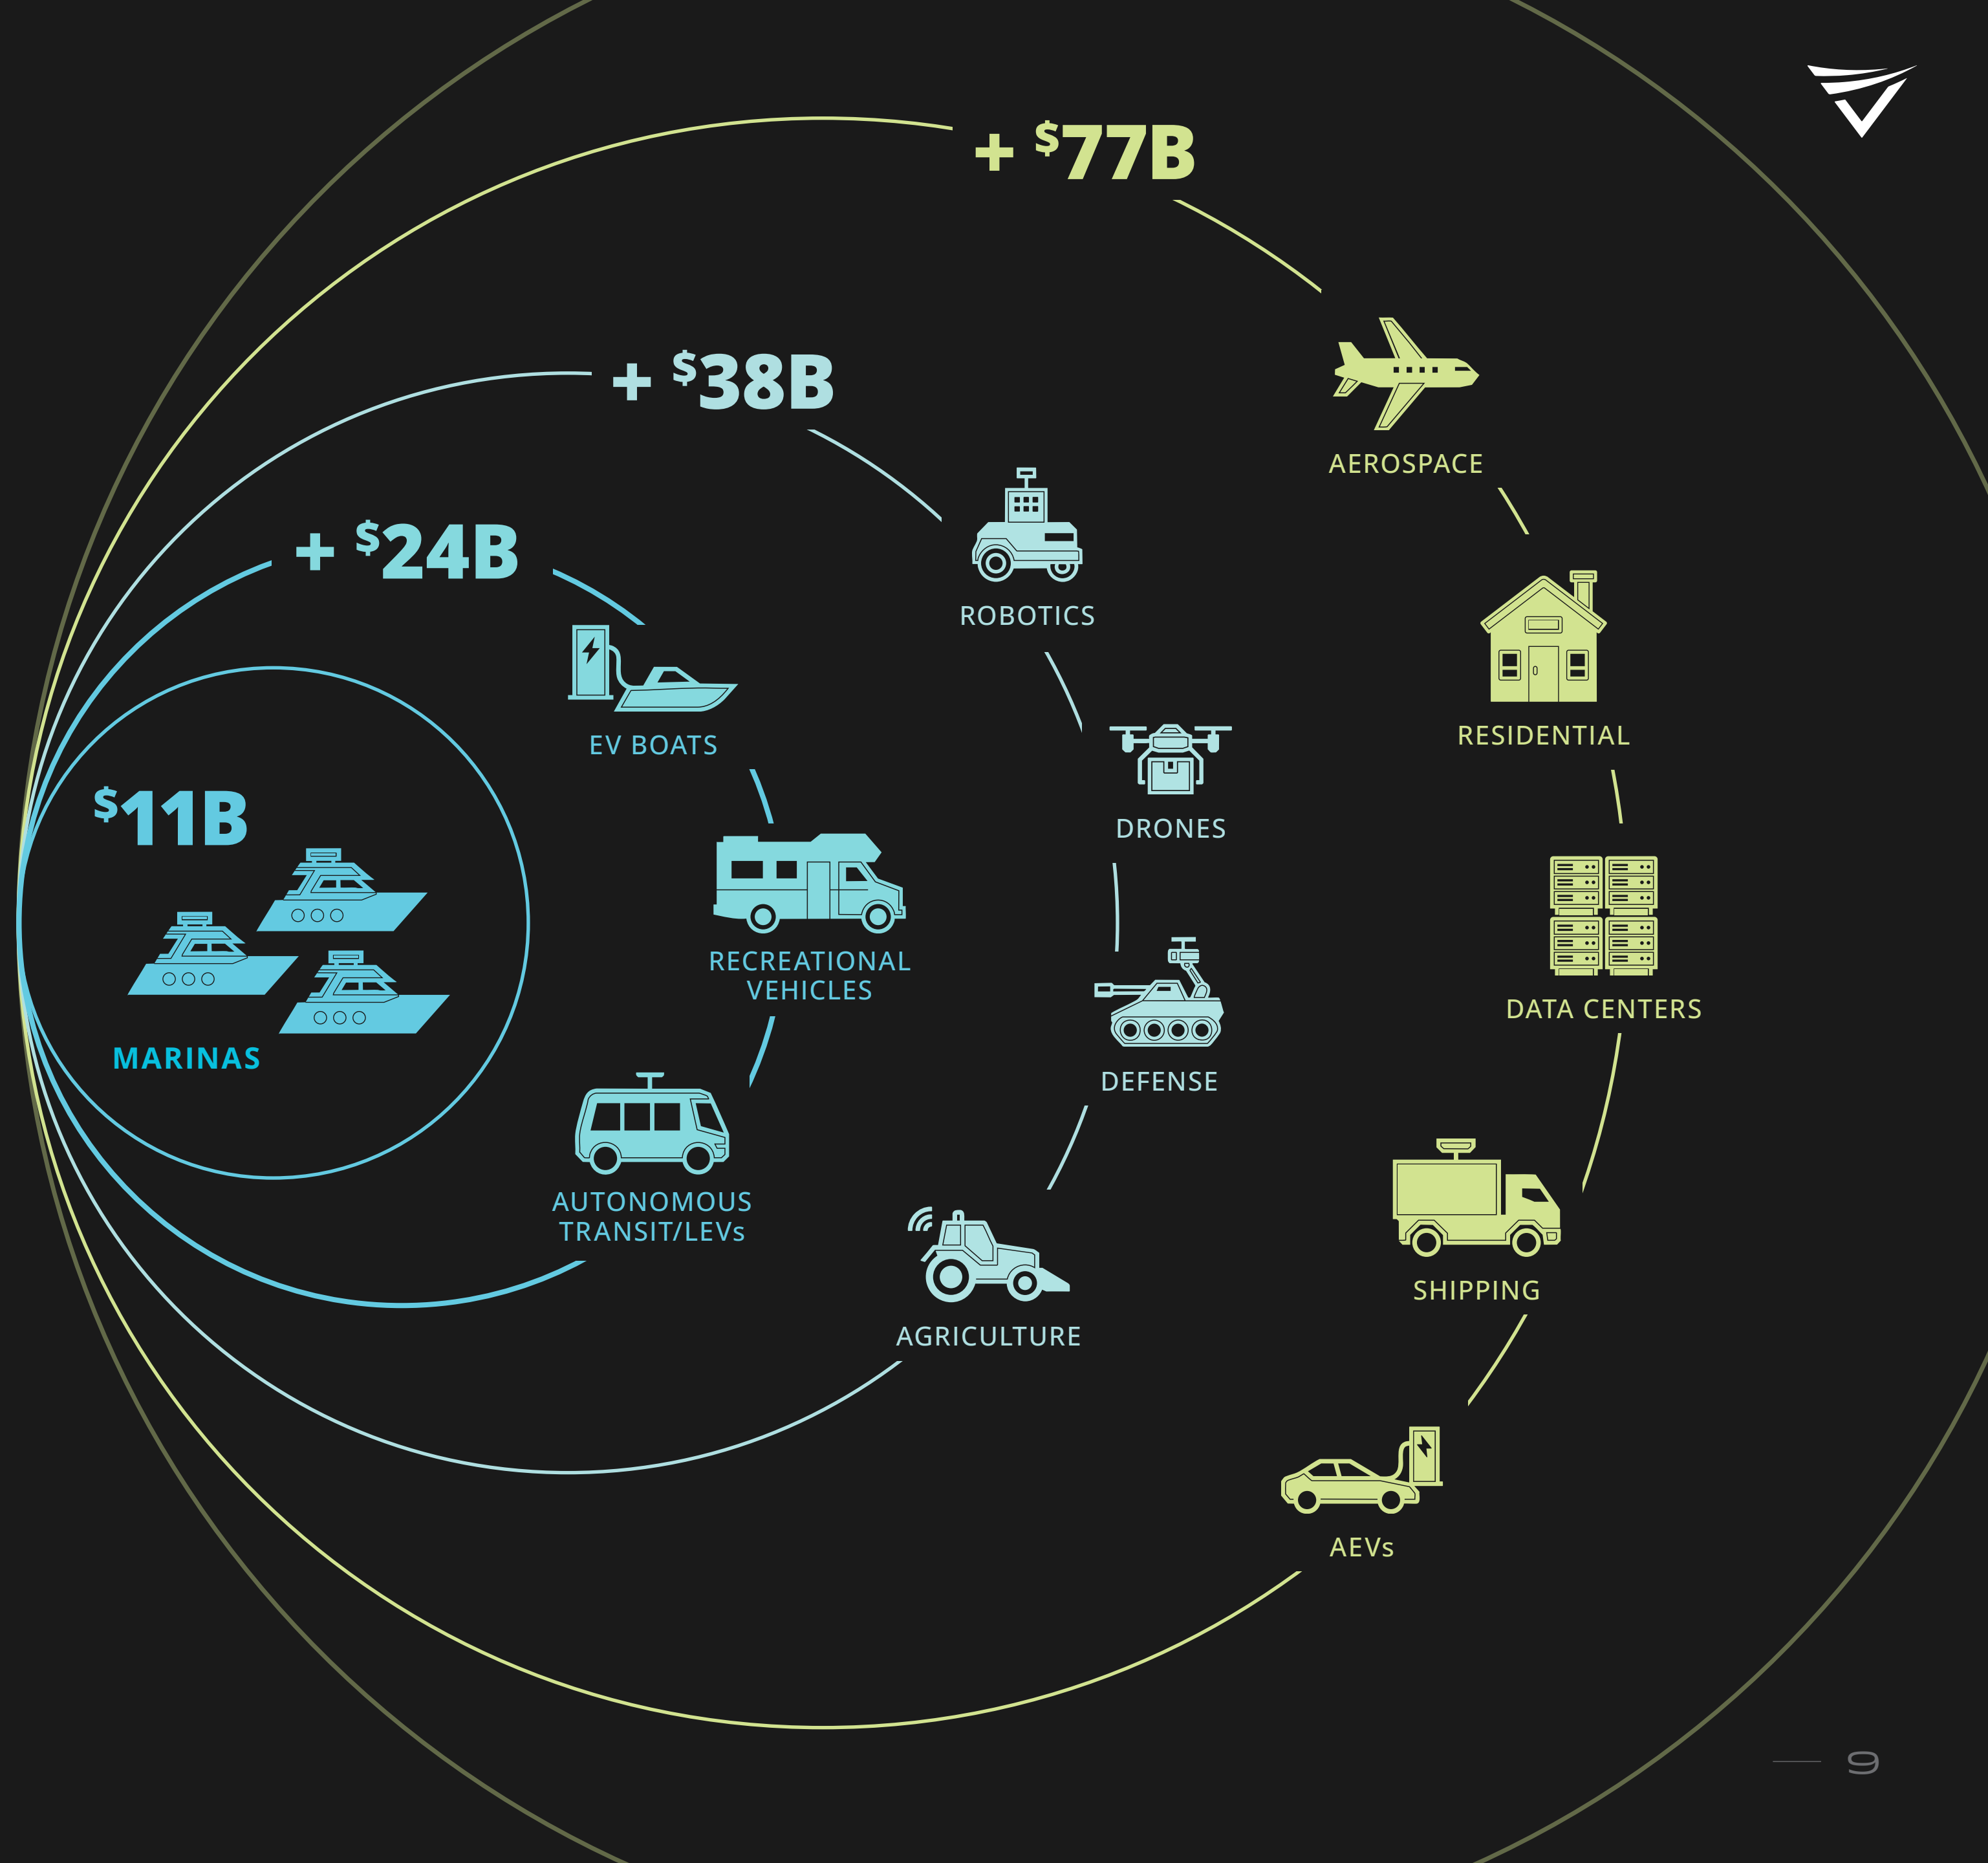 + $77B
+ $38B
+ $24B
$11B
MARINAS
EV BOATS
RECREATIONAL
VEHICLES
AUTONOMOUS
TRANSIT/LEVs
ROBOTICS
DRONES
DEFENSE
AGRICULTURE
AEROSPACE
RESIDENTIAL
DATA CENTERS
SHIPPING
AEVs
9